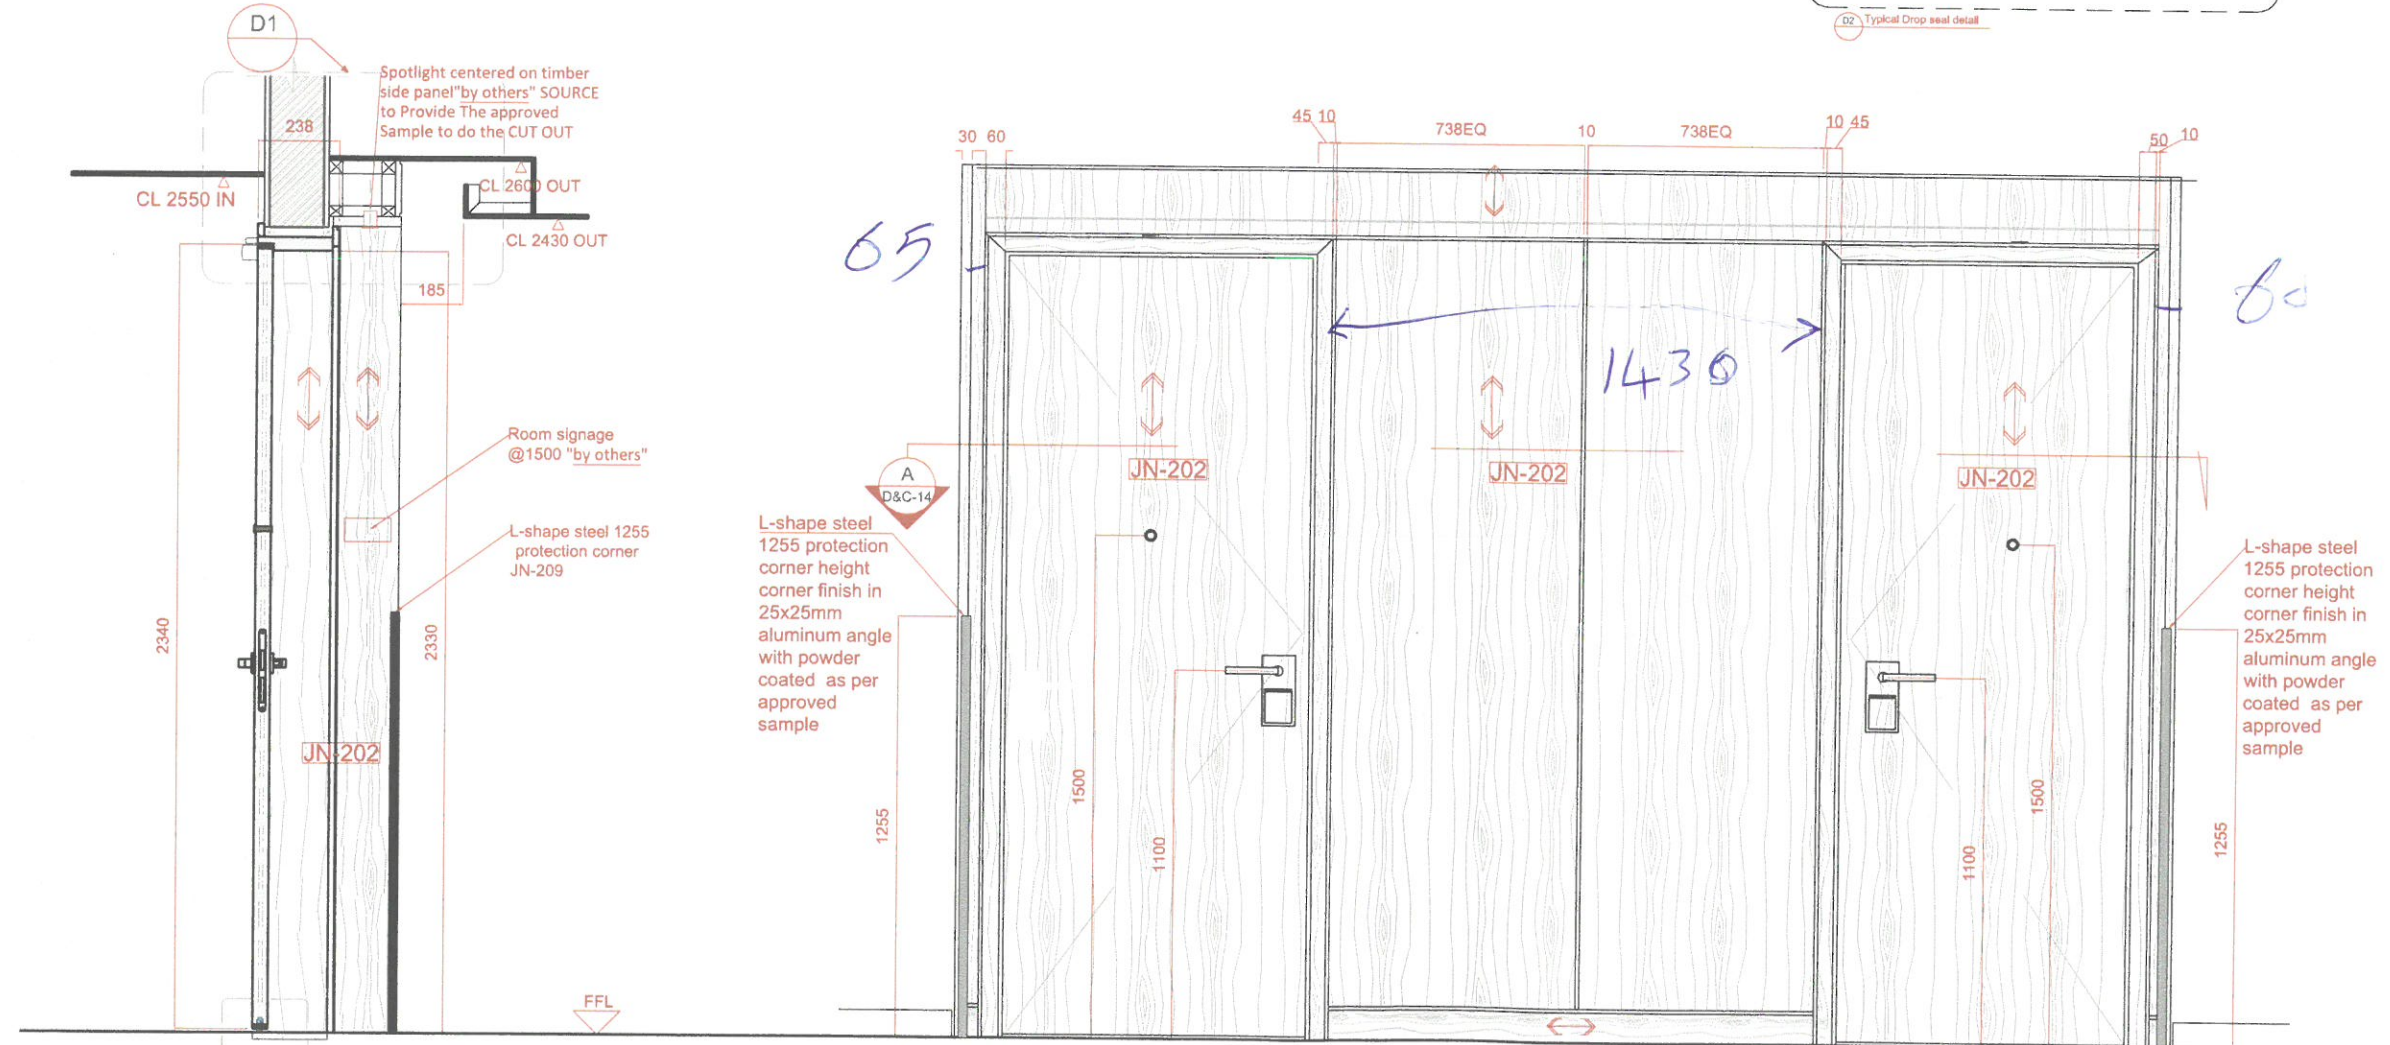 D1
D2 Typical Drop seal detail
Spotlight centered on timber
side panel"by others" SOURCE
to Provide The approved
Sample to do the CUT OUT
238
CL 2550 IN
CL 2600 OUT
CL 2430 OUT
185
2340
2330
Room signage
@1500 "by others"
L-shape steel 1255
protection corner
JN-209
JN-202
FFL
30 60
45 10
738EQ
10
738EQ
10 45
50 10
65
1430
A
D&C-14
JN-202
JN-202
JN-202
L-shape steel
1255 protection
corner height
corner finish in
25x25mm
aluminum angle
with powder
coated as per
approved
sample
1255
1500
1100
L-shape steel
1255 protection
corner height
corner finish in
25x25mm
aluminum angle
with powder
coated as per
approved
sample
1100
1500
1255